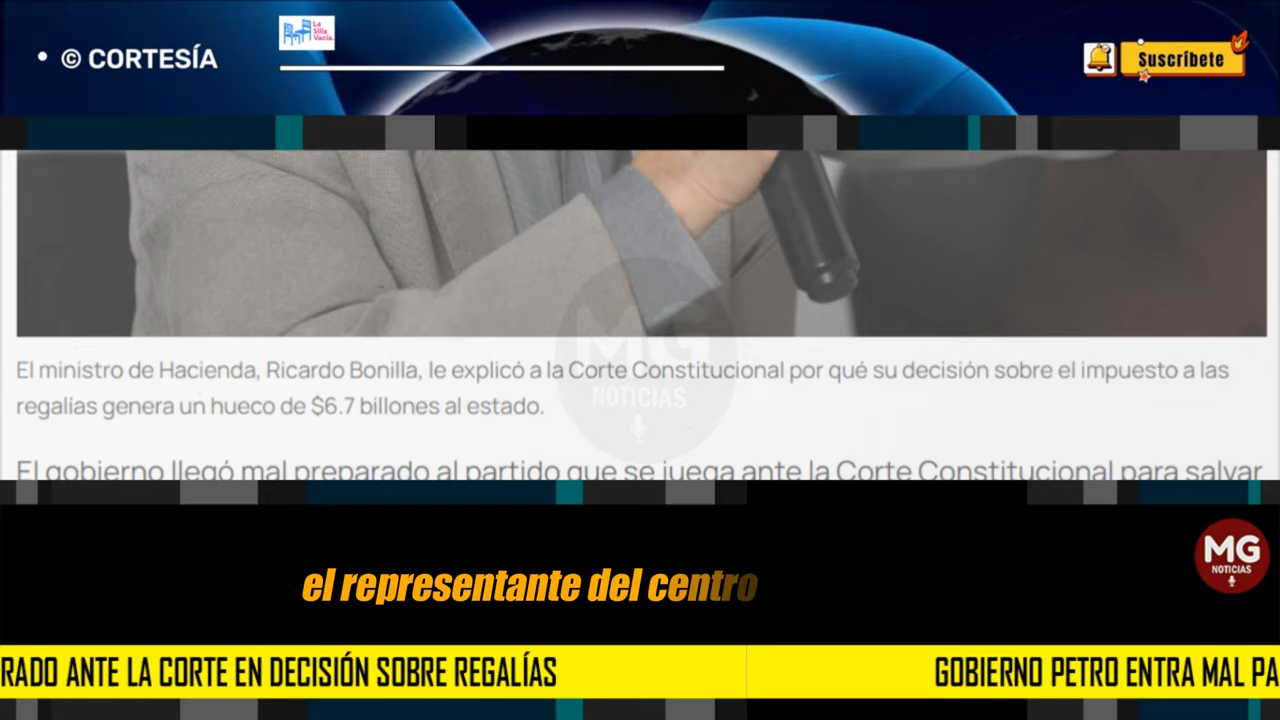 • © CORTESÍA
La
Silla
Vacía.
Suscríbete
MG
NOTICIAS
El ministro de Hacienda, Ricardo Bonilla, le explicó a la Corte Constitucional por qué su decisión sobre el impuesto a las
regalías genera un hueco de $6.7 billones al estado.
El gobierno llegó mal preparado al partido que se juega ante la Corte Constitucional para salvar
el representante del centro
MG
NOTICIAS
RADO ANTE LA CORTE EN DECISIÓN SOBRE REGALÍAS
GOBIERNO PETRO ENTRA MAL PA